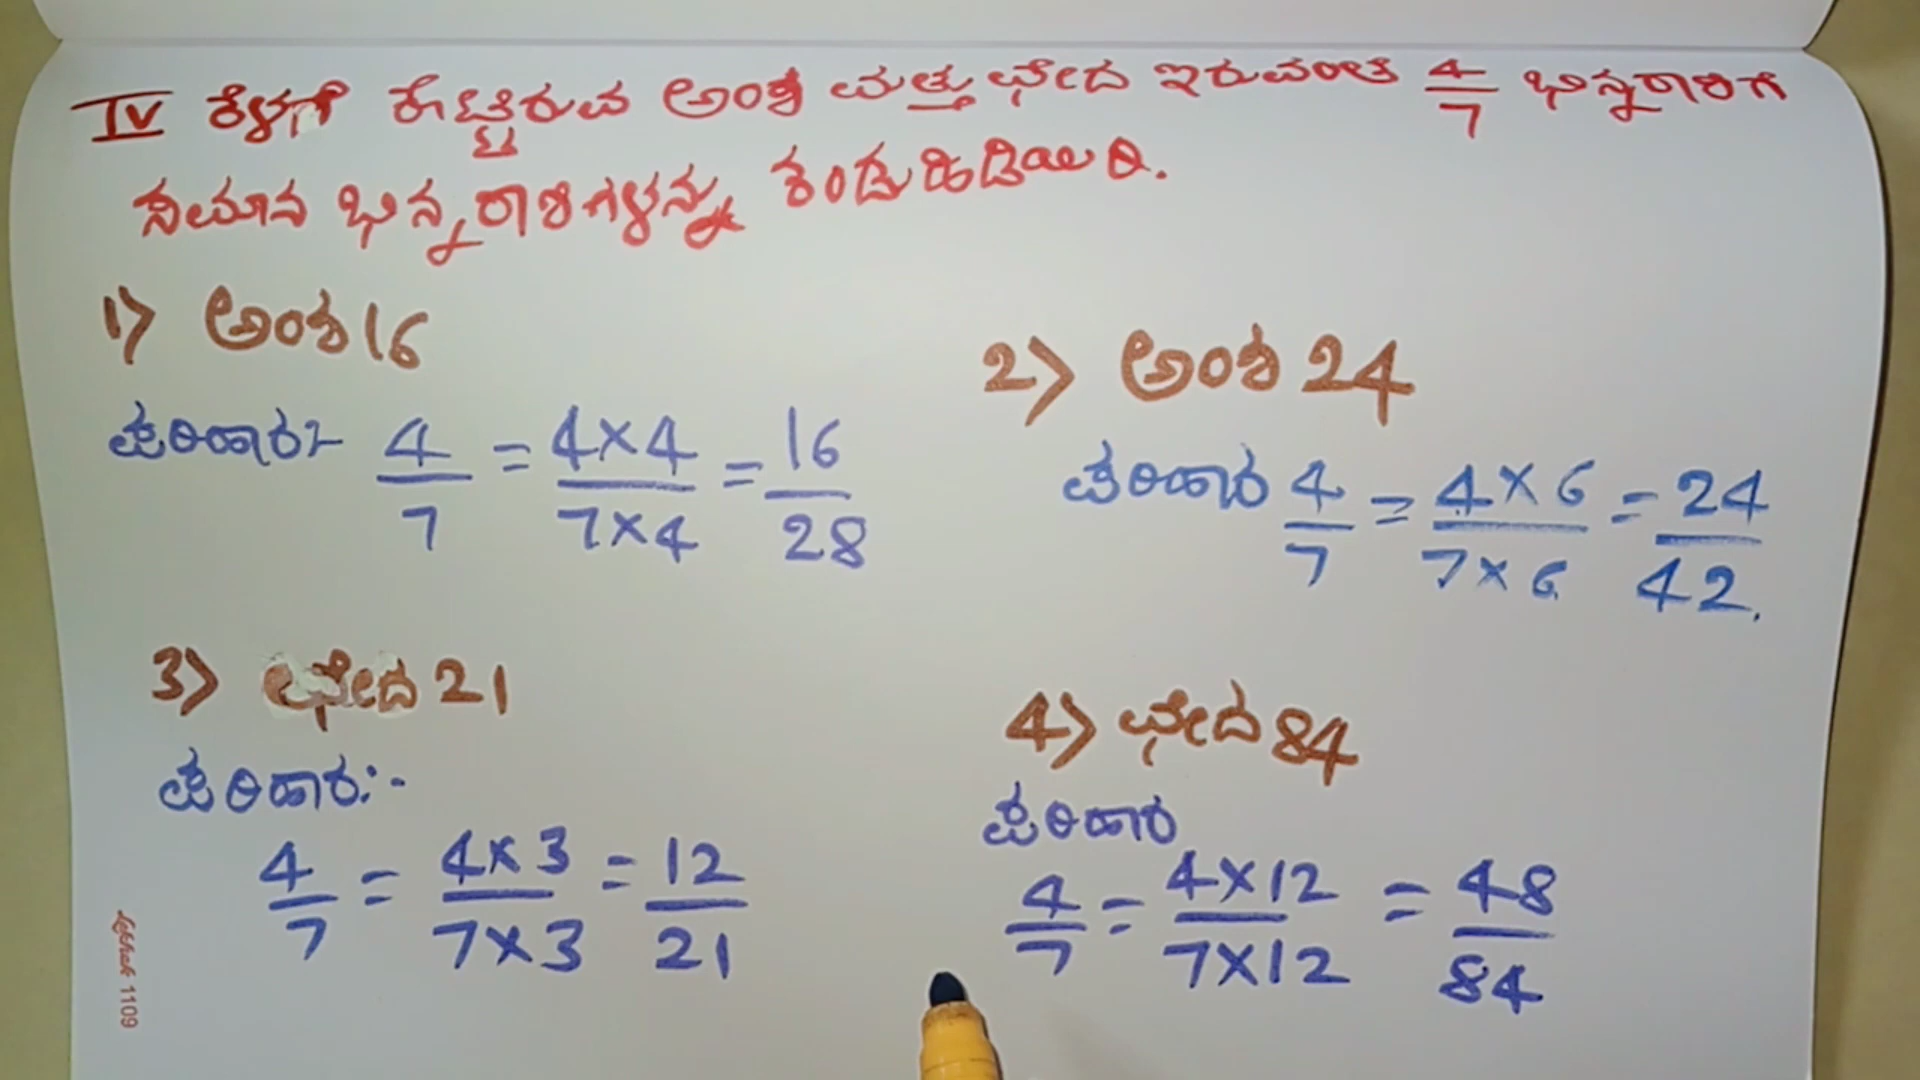 IV ಕೆಳಗೆ ಕೊಟ್ಟಿರುವ ಅಂಶ ಮತ್ತು ಛೇದ ಇರುವಂತೆ 4/7 ಭಿನ್ನರಾಶಿಗೆ
ಸಮಾನ ಭಿನ್ನರಾಶಿಗಳನ್ನು ಕಂಡುಹಿಡಿಯಿರಿ.
1) ಅಂಶ 16
ಪರಿಹಾರ:- 4/7 = 4×4/7×4 = 16/28
2) ಅಂಶ 24
ಪರಿಹಾರ 4/7 = 4×6/7×6 = 24/42.
3) ಛೇದ 21
ಪರಿಹಾರ:-
4/7 = 4×3/7×3 = 12/21
4) ಛೇದ 84
ಪರಿಹಾರ
4/7 = 4×12/7×12 = 48/84
Lekhak 1109